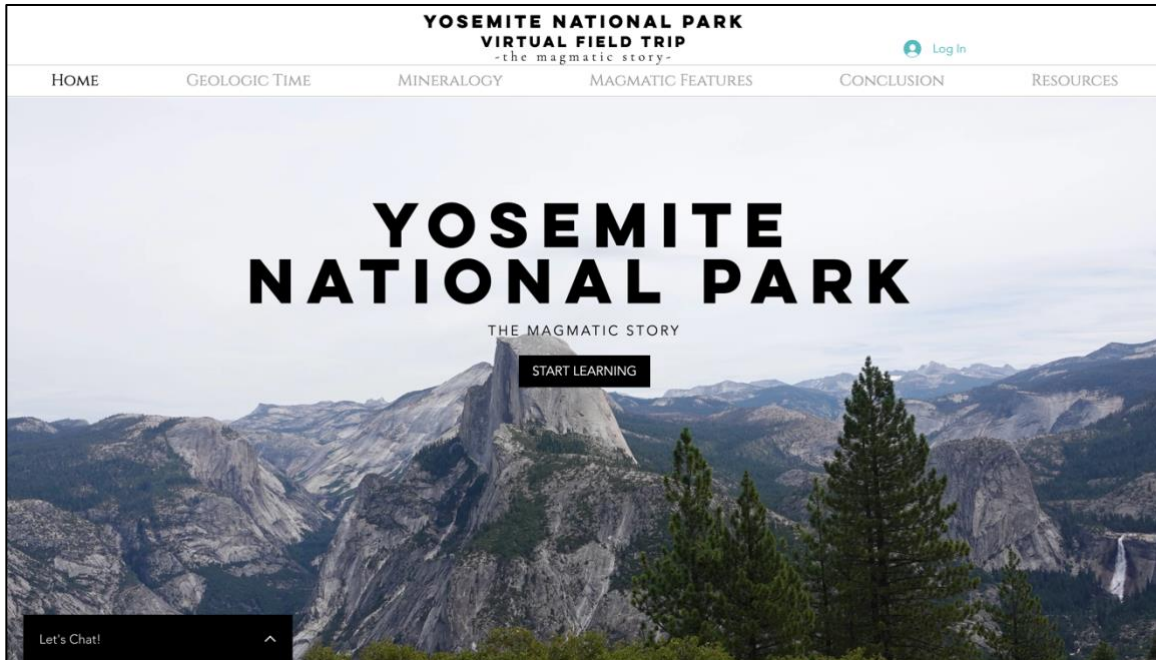 YOSEMITE NATIONAL PARK
VIRTUAL FIELD TRIP
-the magmatic story-
Log In
HOME GEOLOGIC TIME MINERALOGY MAGMATIC FEATURES CONCLUSION RESOURCES
YOSEMITE
NATIONAL PARK
THE MAGMATIC STORY
START LEARNING
Let's Chat!